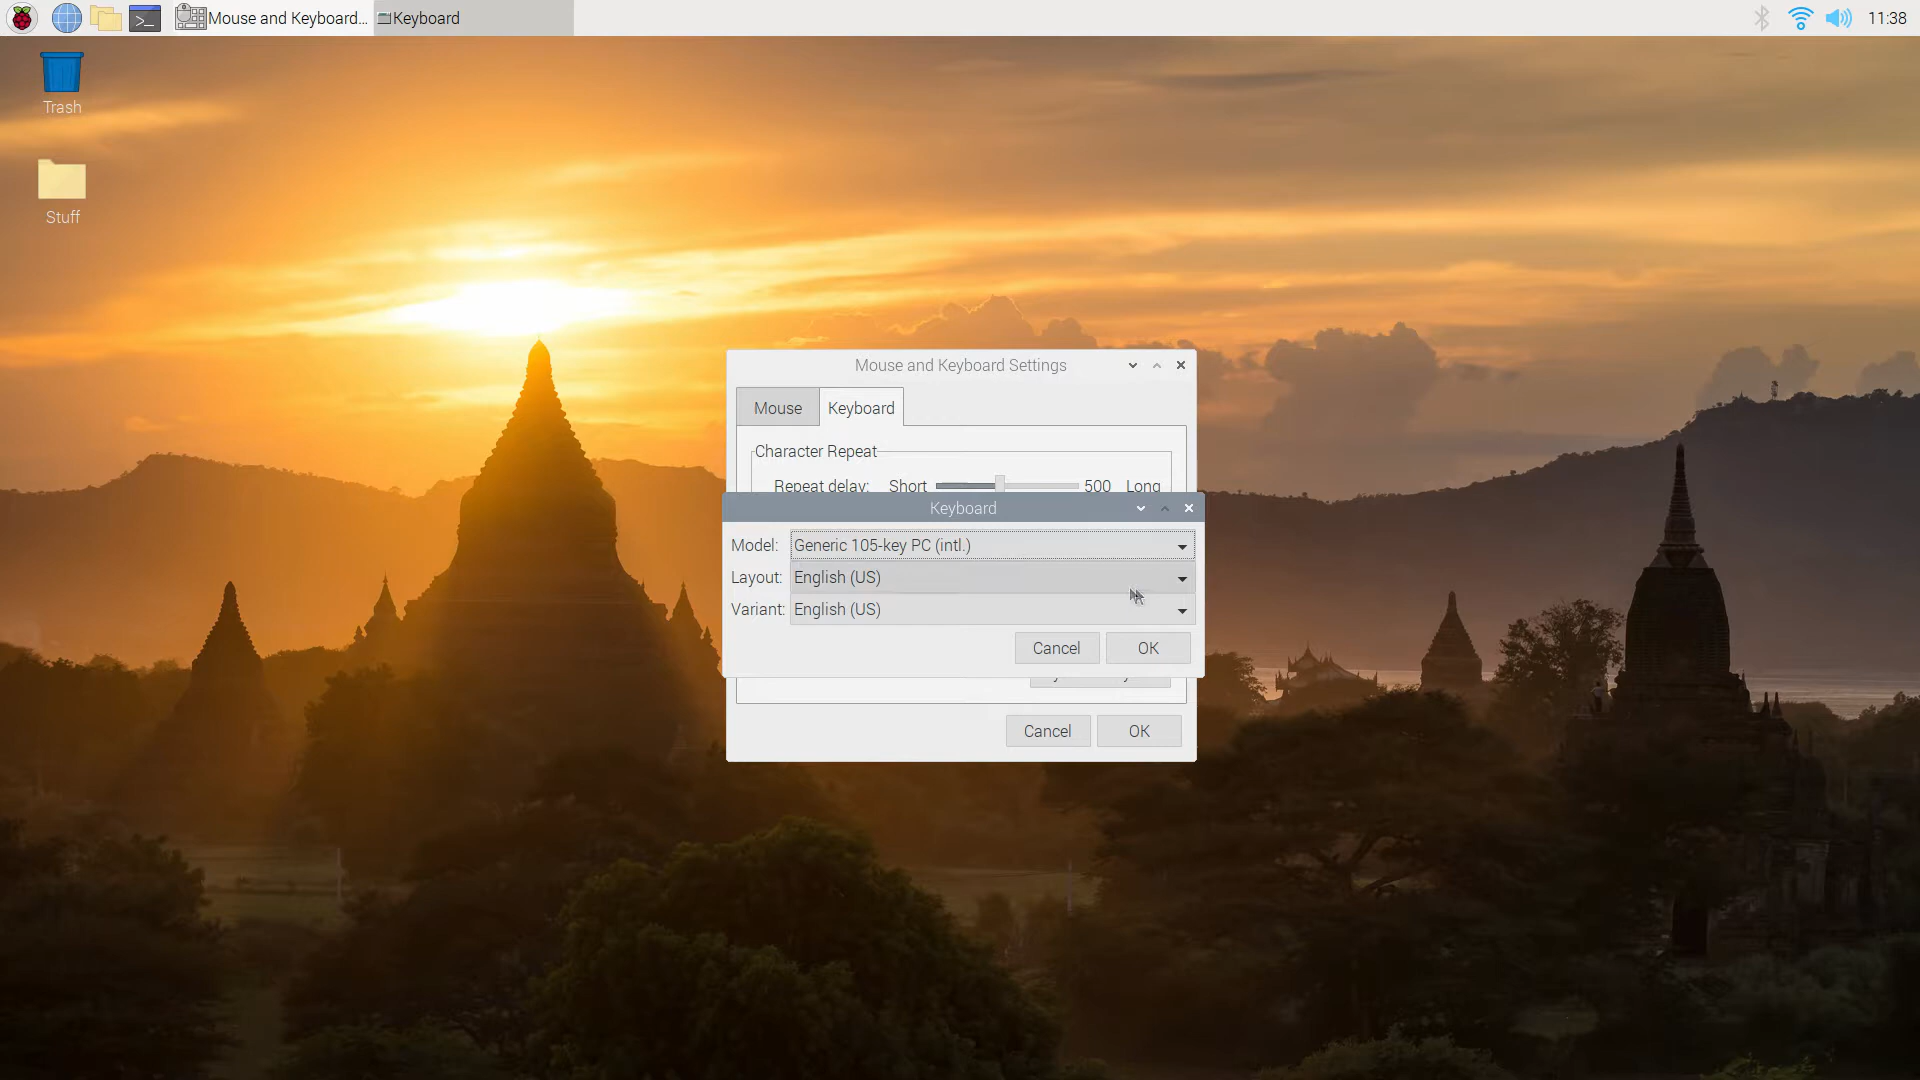 Mouse and Keyboard... Keyboard 11:38
Trash
Stuff
Mouse and Keyboard Settings
Mouse Keyboard
Character Repeat
Repeat delay: Short 500 Long
Keyboard
Model: Generic 105-key PC (intl.)
Layout: English (US)
Variant: English (US)
Cancel OK
Cancel OK